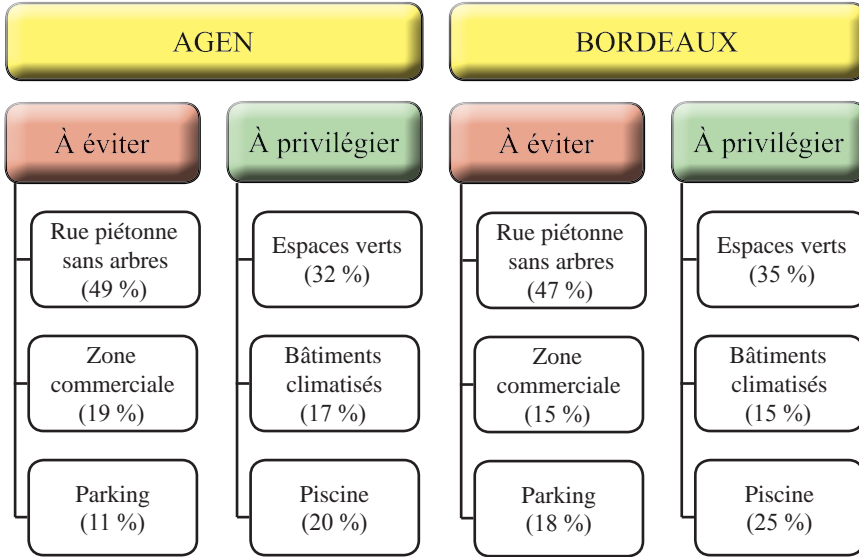 AGEN
À éviter
Rue piétonne
sans arbres
(49 %)
Zone
commerciale
(19 %)
Parking
(11 %)
À privilégier
Espaces verts
(32 %)
Bâtiments
climatisés
(17 %)
Piscine
(20 %)
BORDEAUX
À éviter
Rue piétonne
sans arbres
(47 %)
Zone
commerciale
(15 %)
Parking
(18 %)
À privilégier
Espaces verts
(35 %)
Bâtiments
climatisés
(15 %)
Piscine
(25 %)